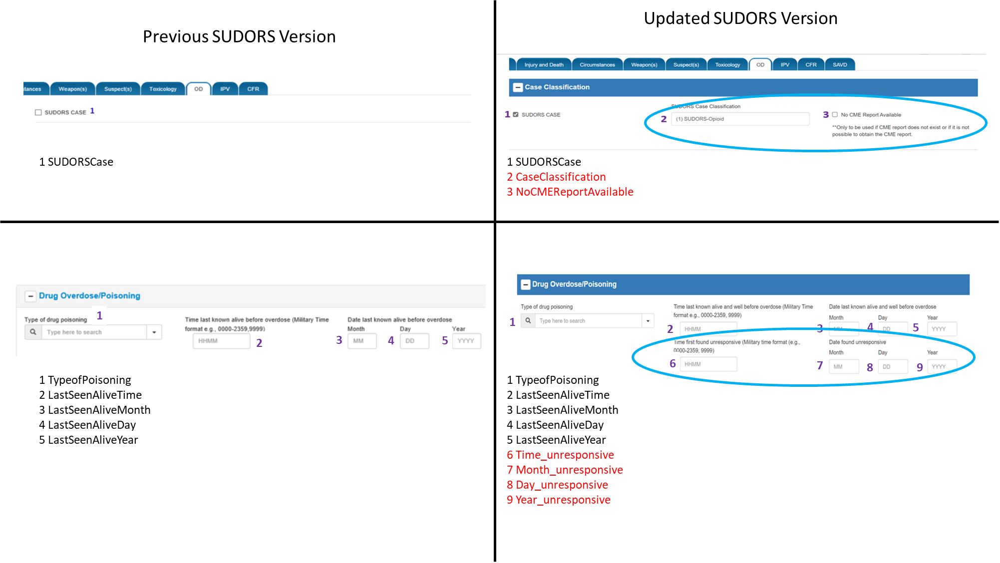 Previous SUDORS Version
tances Weapon(s) Suspect(s) Toxicology OD IPV CFR
SUDORS CASE 1
1 SUDORSCase
Updated SUDORS Version
Injury and Death Circumstances Weapon(s) Suspect(s) Toxicology OD IPV CFR SAVD
Case Classification
SUDORS Case Classification
1 SUDORS CASE 2 (1) SUDORS-Opioid 3 No CME Report Available
**Only to be used if CME report does not exist or if it is not
possible to obtain the CME report.
1 SUDORSCase
2 CaseClassification
3 NoCMEReportAvailable
Drug Overdose/Poisoning
Type of drug poisoning 1 Time last known alive before overdose (Military Time Date last known alive before overdose
format e.g., 0000-2359,9999) Month Day Year
Type here to search HHMM 2 3 MM 4 DD 5 YYYY
1 TypeofPoisoning
2 LastSeenAliveTime
3 LastSeenAliveMonth
4 LastSeenAliveDay
5 LastSeenAliveYear
Drug Overdose/Poisoning
Type of drug poisoning Time last known alive and well before overdose (Military Time Date last known alive and well before overdose
format e.g., 0000-2359, 9999) Month Day Year
1 Type here to search 2 HHMM 3 MM 4 DD 5 YYYY
Time first found unresponsive (Military time format (e.g., Date found unresponsive
0000-2359, 9999) Month Day Year
6 HHMM 7 MM 8 DD 9 YYYY
1 TypeofPoisoning
2 LastSeenAliveTime
3 LastSeenAliveMonth
4 LastSeenAliveDay
5 LastSeenAliveYear
6 Time_unresponsive
7 Month_unresponsive
8 Day_unresponsive
9 Year_unresponsive